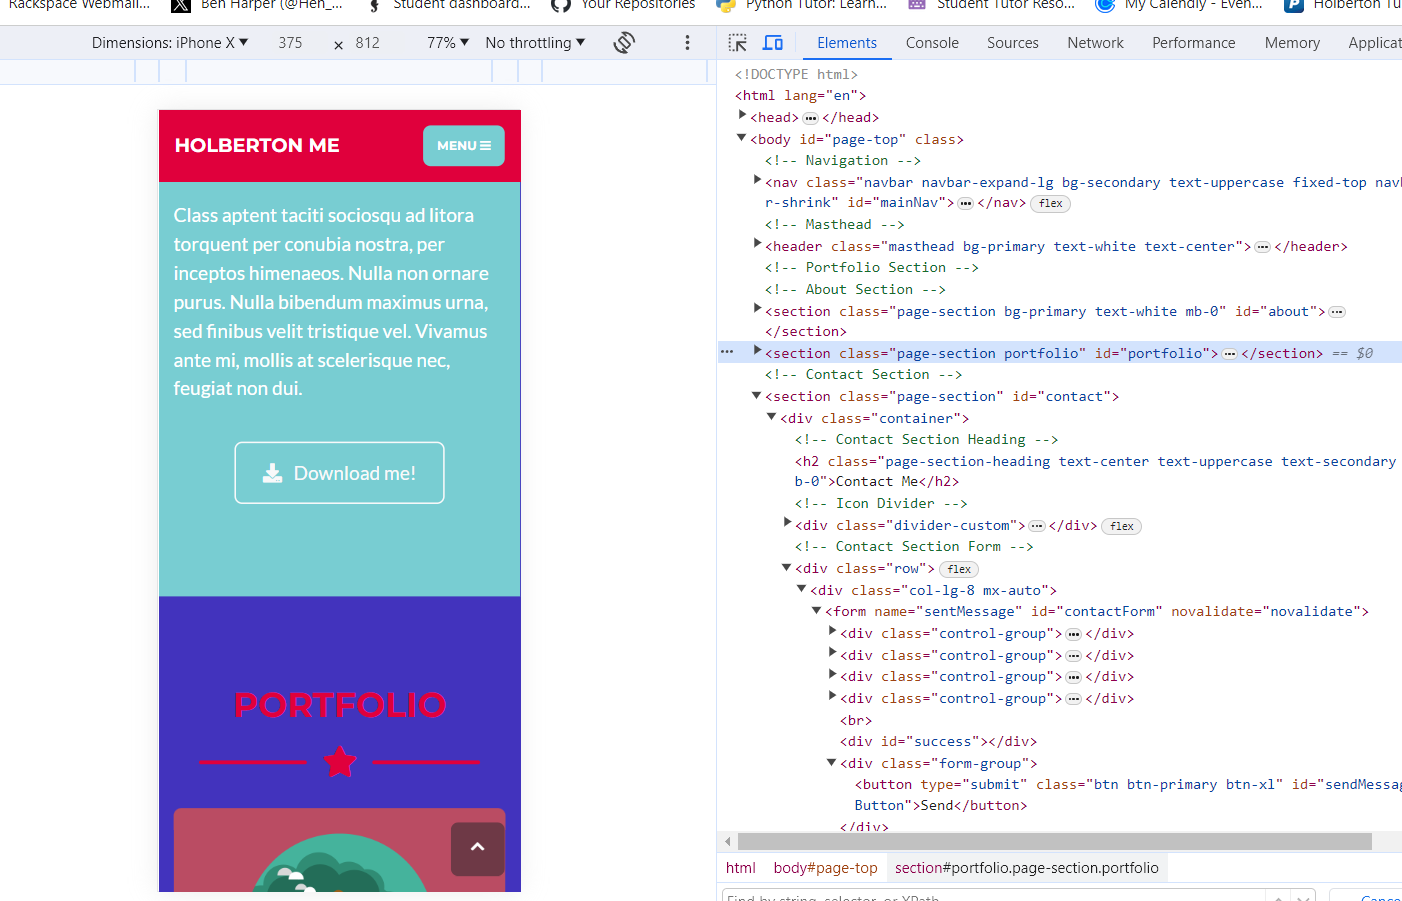 Rackspace Webmail...
Ben Harper (@Hen_...
Student dashboard...
Your Repositories
Python Tutor: Learn...
Student Tutor Reso...
My Calendly - Even...
Holberton Tu
Dimensions: iPhone X ▼ 375 × 812 77% ▼ No throttling ▼
Elements Console Sources Network Performance Memory Applicat
HOLBERTON ME
MENU
Class aptent taciti sociosqu ad litora
torquent per conubia nostra, per
inceptos himenaeos. Nulla non ornare
purus. Nulla bibendum maximus urna,
sed finibus velit tristique vel. Vivamus
ante mi, mollis at scelerisque nec,
feugiat non dui.
Download me!
PORTFOLIO
<!DOCTYPE html>
<html lang="en">
<head> ... </head>
<body id="page-top" class>
<!-- Navigation -->
<nav class="navbar navbar-expand-lg bg-secondary text-uppercase fixed-top navb
r-shrink" id="mainNav"> ... </nav> flex
<!-- Masthead -->
<header class="masthead bg-primary text-white text-center"> ... </header>
<!-- Portfolio Section -->
<!-- About Section -->
<section class="page-section bg-primary text-white mb-0" id="about"> ...
</section>
... <section class="page-section portfolio" id="portfolio"> ... </section> == $0
<!-- Contact Section -->
<section class="page-section" id="contact">
<div class="container">
<!-- Contact Section Heading -->
<h2 class="page-section-heading text-center text-uppercase text-secondary
b-0">Contact Me</h2>
<!-- Icon Divider -->
<div class="divider-custom"> ... </div> flex
<!-- Contact Section Form -->
<div class="row"> flex
<div class="col-lg-8 mx-auto">
<form name="sentMessage" id="contactForm" novalidate="novalidate">
<div class="control-group"> ... </div>
<div class="control-group"> ... </div>
<div class="control-group"> ... </div>
<div class="control-group"> ... </div>
<br>
<div id="success"></div>
<div class="form-group">
<button type="submit" class="btn btn-primary btn-xl" id="sendMessag
Button">Send</button>
</div>
html body#page-top section#portfolio.page-section.portfolio
Find by string, selector, or XPath
Cance